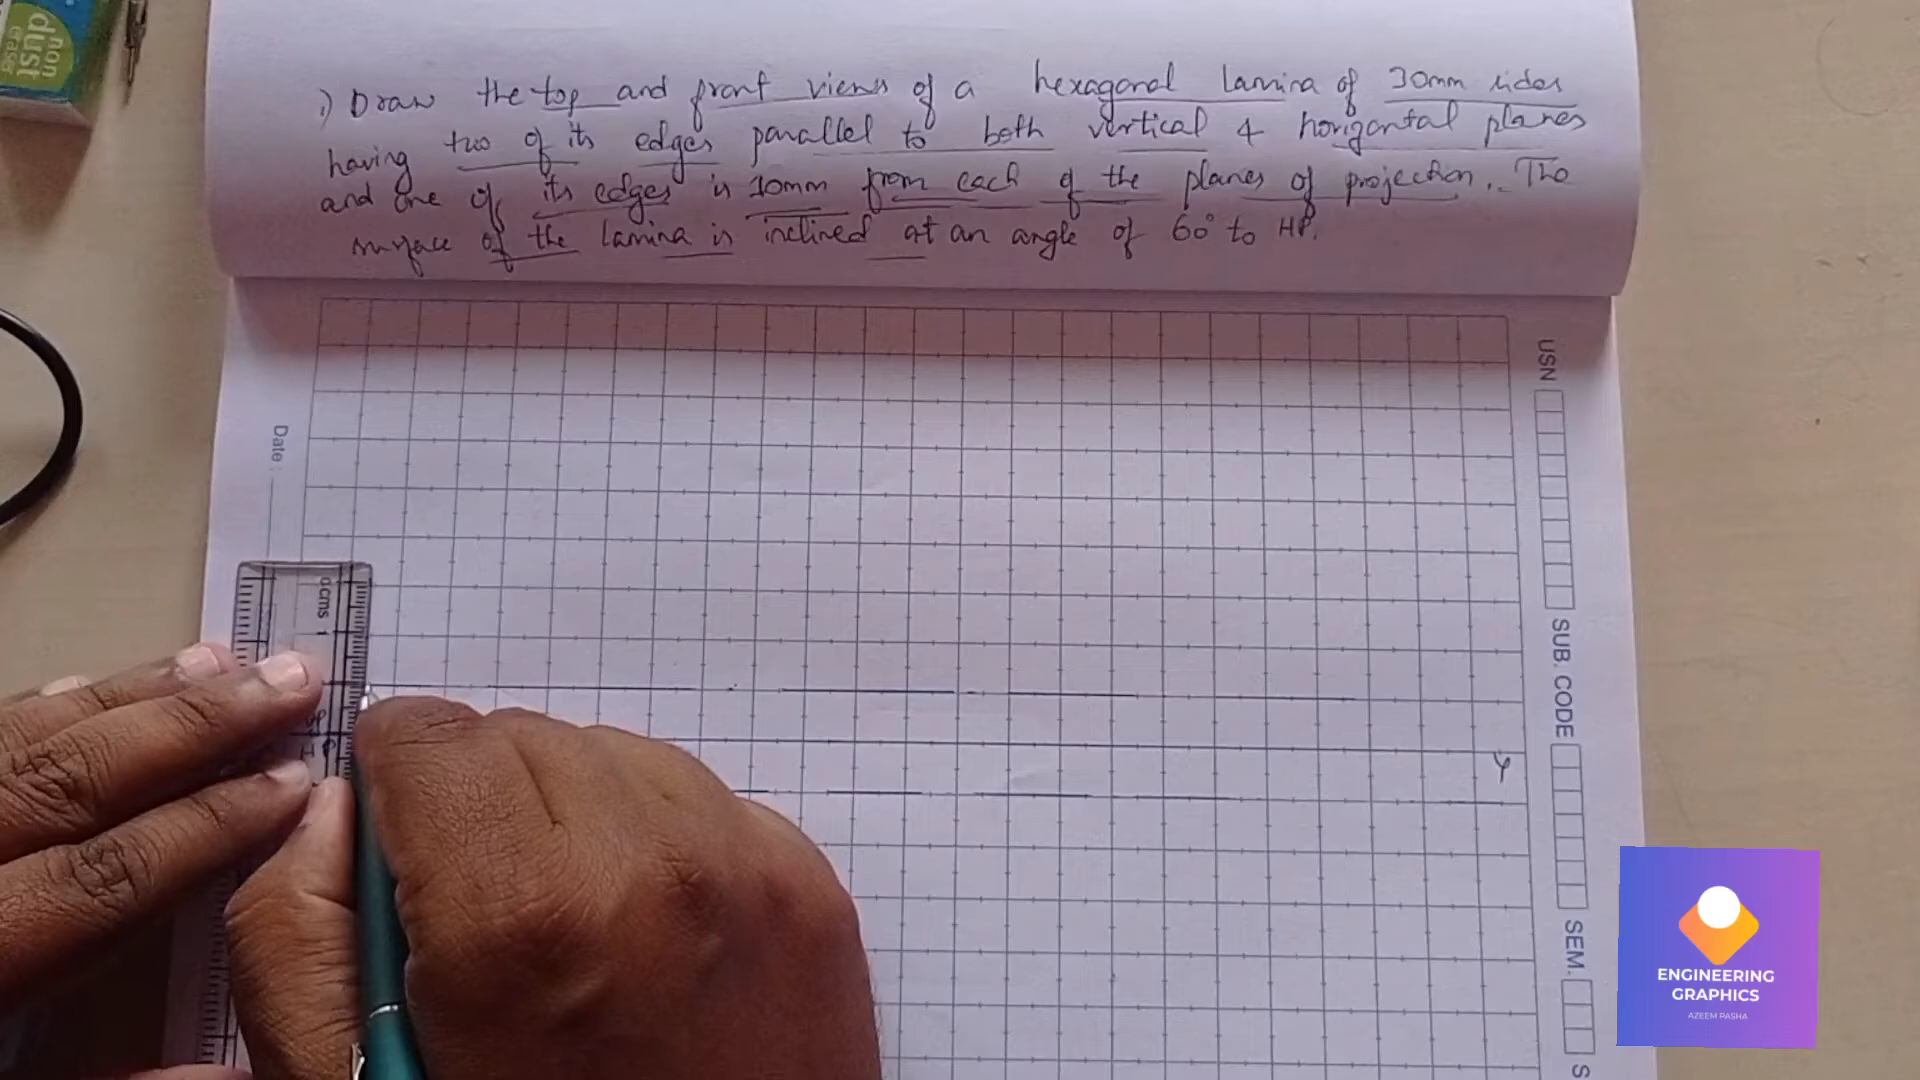 1) Draw the top and front views of a hexagonal lamina of 30mm sides
having two of its edges parallel to both vertical & horizontal planes
and one of its edges is 10mm from each of the planes of projection. The
surface of the lamina is inclined at an angle of 60° to HP.
non
dust
eraser
USN
Date :
0cms 1
SUB. CODE
Y
SEM.
S
ENGINEERING
GRAPHICS
AZEEM PASHA